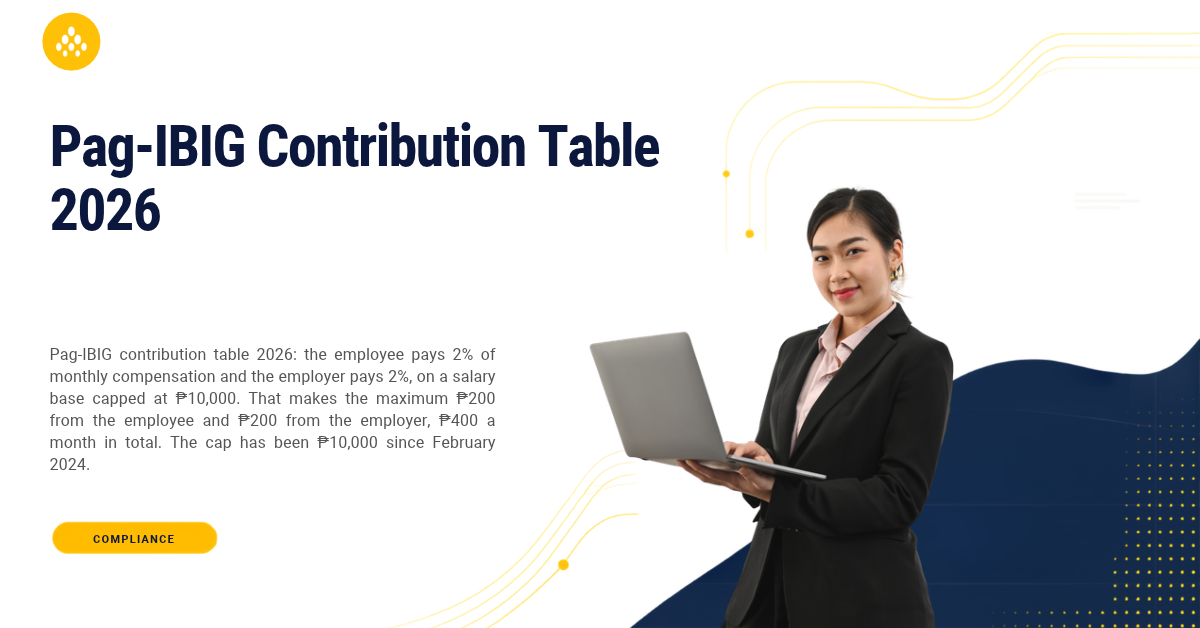 Pag-IBIG Contribution Table
2026
Pag-IBIG contribution table 2026: the employee pays 2% of
monthly compensation and the employer pays 2%, on a salary
base capped at ₱10,000. That makes the maximum ₱200
from the employee and ₱200 from the employer, ₱400 a
month in total. The cap has been ₱10,000 since February
2024.
COMPLIANCE